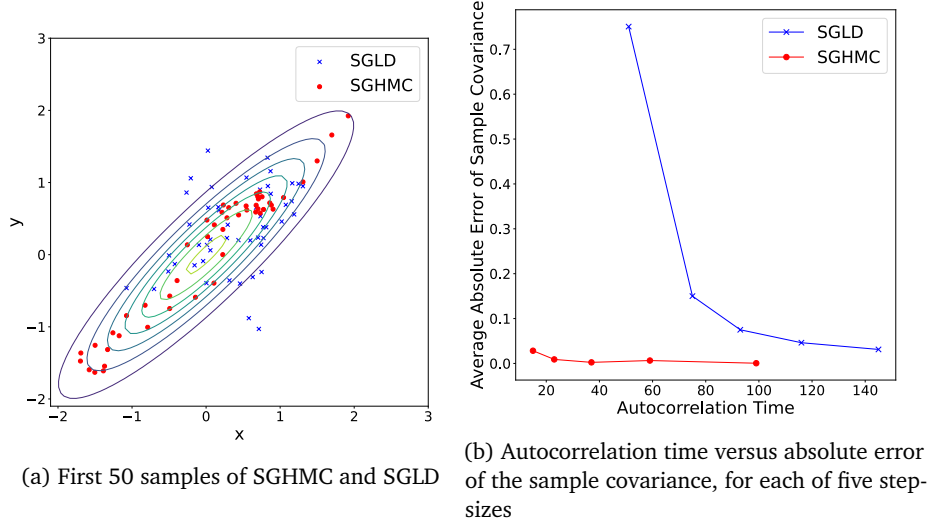 3
2
1
0
−1
−2
y
−2
−1
0
1
2
3
x
SGLD
SGHMC
(a) First 50 samples of SGHMC and SGLD
Average Absolute Error of Sample Covariance
0.7
0.6
0.5
0.4
0.3
0.2
0.1
0.0
20
40
60
80
100
120
140
Autocorrelation Time
SGLD
SGHMC
(b) Autocorrelation time versus absolute error
of the sample covariance, for each of five step-
sizes